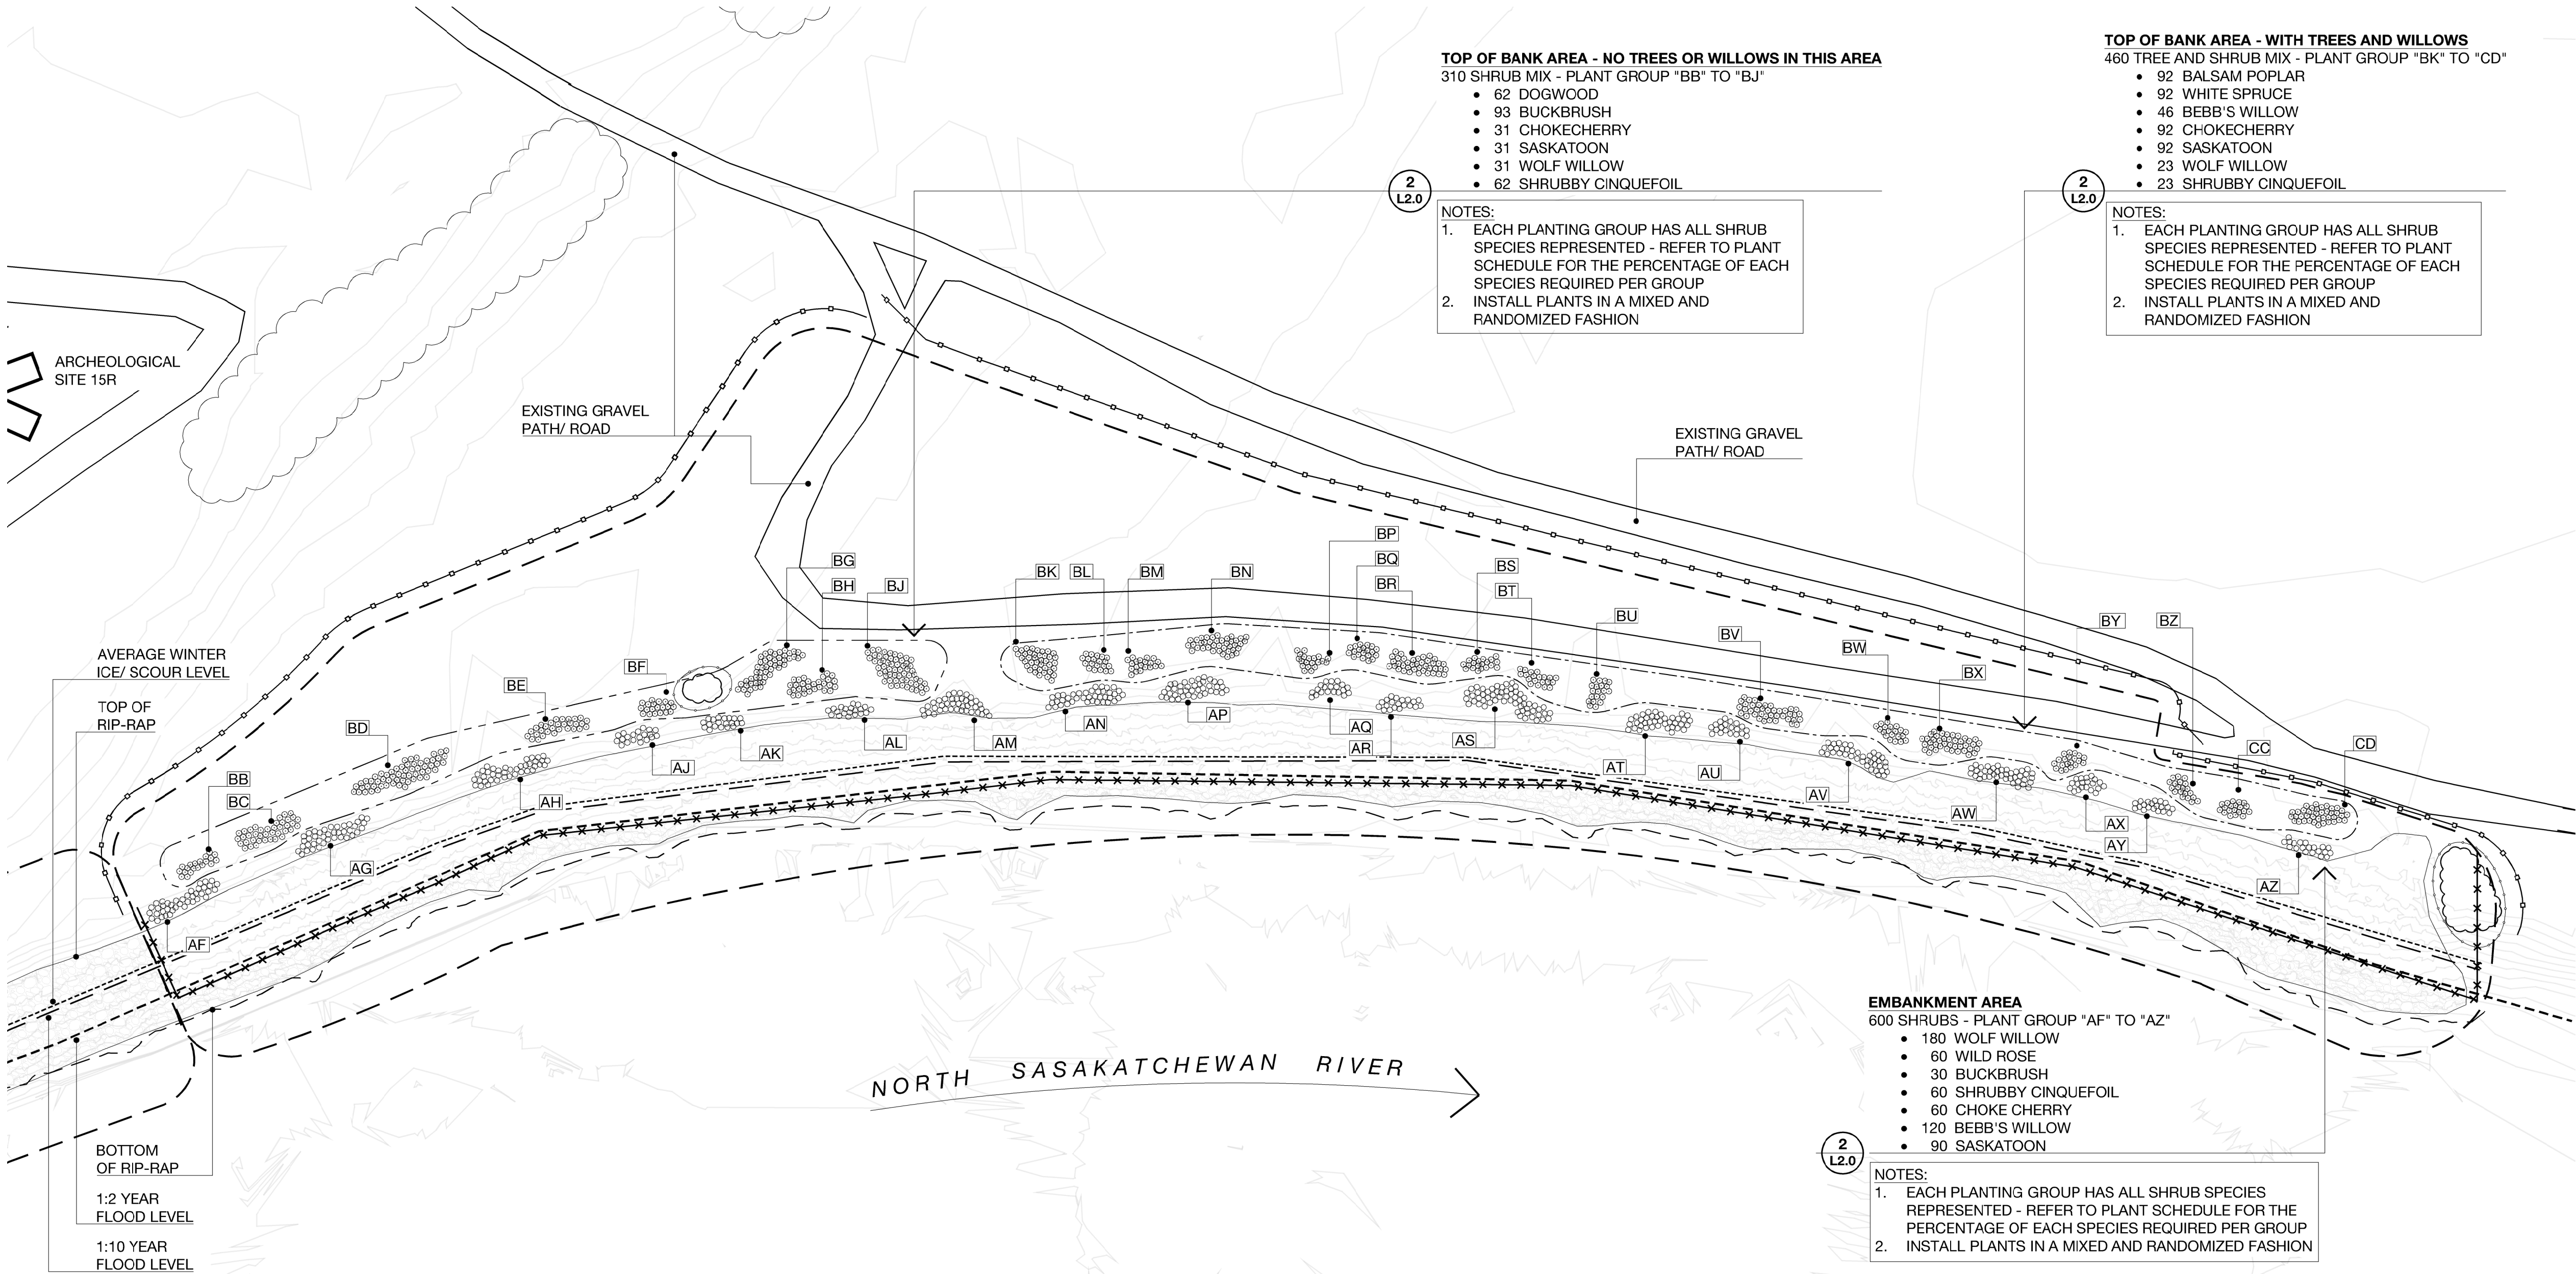 TOP OF BANK AREA - NO TREES OR WILLOWS IN THIS AREA
310 SHRUB MIX - PLANT GROUP "BB" TO "BJ"
• 62 DOGWOOD
• 93 BUCKBRUSH
• 31 CHOKECHERRY
• 31 SASKATOON
• 31 WOLF WILLOW
• 62 SHRUBBY CINQUEFOIL
2
L2.0
NOTES:
1. EACH PLANTING GROUP HAS ALL SHRUB
SPECIES REPRESENTED - REFER TO PLANT
SCHEDULE FOR THE PERCENTAGE OF EACH
SPECIES REQUIRED PER GROUP
2. INSTALL PLANTS IN A MIXED AND
RANDOMIZED FASHION
TOP OF BANK AREA - WITH TREES AND WILLOWS
460 TREE AND SHRUB MIX - PLANT GROUP "BK" TO "CD"
• 92 BALSAM POPLAR
• 92 WHITE SPRUCE
• 46 BEBB'S WILLOW
• 92 CHOKECHERRY
• 92 SASKATOON
• 23 WOLF WILLOW
• 23 SHRUBBY CINQUEFOIL
2
L2.0
NOTES:
1. EACH PLANTING GROUP HAS ALL SHRUB
SPECIES REPRESENTED - REFER TO PLANT
SCHEDULE FOR THE PERCENTAGE OF EACH
SPECIES REQUIRED PER GROUP
2. INSTALL PLANTS IN A MIXED AND
RANDOMIZED FASHION
ARCHEOLOGICAL
SITE 15R
EXISTING GRAVEL
PATH/ ROAD
EXISTING GRAVEL
PATH/ ROAD
AVERAGE WINTER
ICE/ SCOUR LEVEL
TOP OF
RIP-RAP
BB
BC
BD
BE
BF
BG
BH
BJ
BK
BL
BM
BN
BP
BQ
BR
BS
BT
BU
BV
BW
BX
BY
BZ
CC
CD
AF
AG
AH
AJ
AK
AL
AM
AN
AP
AQ
AR
AS
AT
AU
AV
AW
AX
AY
AZ
NORTH SASAKATCHEWAN RIVER
BOTTOM
OF RIP-RAP
1:2 YEAR
FLOOD LEVEL
1:10 YEAR
FLOOD LEVEL
EMBANKMENT AREA
600 SHRUBS - PLANT GROUP "AF" TO "AZ"
• 180 WOLF WILLOW
• 60 WILD ROSE
• 30 BUCKBRUSH
• 60 SHRUBBY CINQUEFOIL
• 60 CHOKE CHERRY
• 120 BEBB'S WILLOW
• 90 SASKATOON
2
L2.0
NOTES:
1. EACH PLANTING GROUP HAS ALL SHRUB SPECIES
REPRESENTED - REFER TO PLANT SCHEDULE FOR THE
PERCENTAGE OF EACH SPECIES REQUIRED PER GROUP
2. INSTALL PLANTS IN A MIXED AND RANDOMIZED FASHION